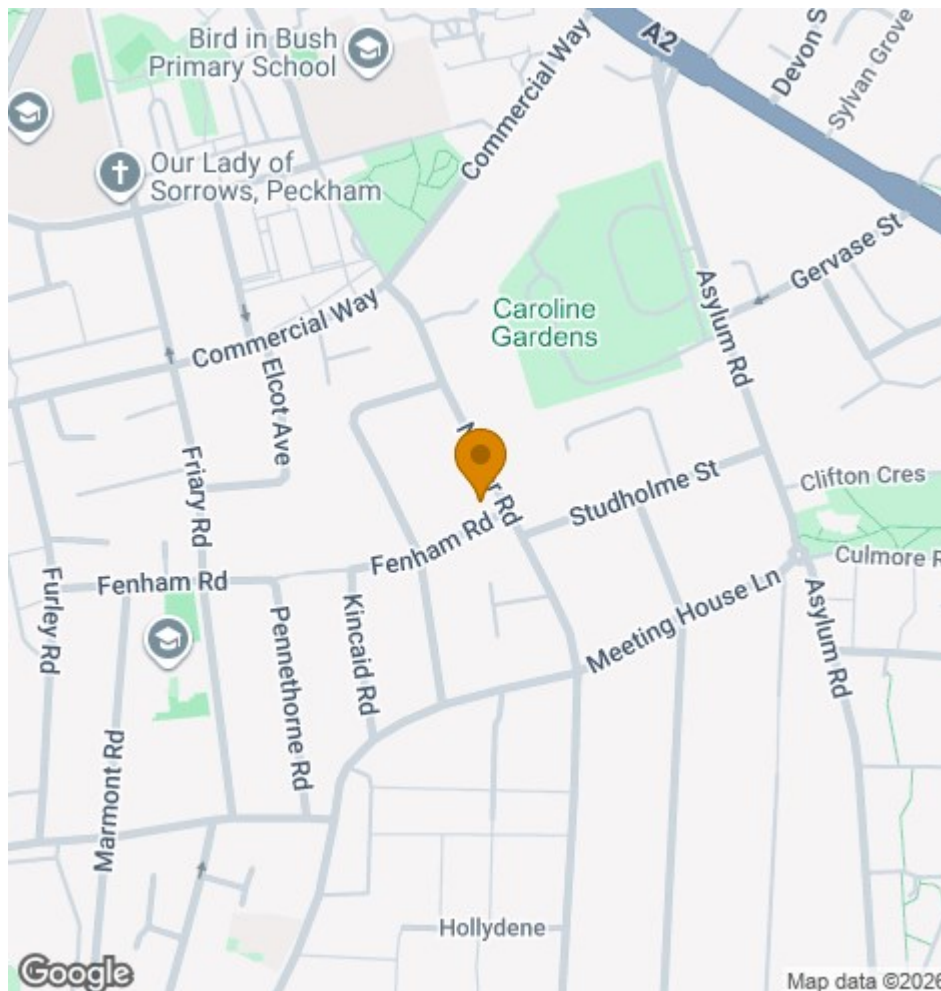 Bird in Bush
Primary School
Commercial Way
A2
Devon S
Sylvan Grove
Our Lady of
Sorrows, Peckham
Gervase St
Caroline
Gardens
Asylum Rd
Commercial Way
Elcot Ave
Friary Rd
Studholme St
Clifton Cres
Fenham Rd
Culmore R
Fenham Rd
Furley Rd
Kincaid Rd
Pennethorne Rd
Meeting House Ln
Asylum Rd
Marmont Rd
Hollydene
Google
Map data ©2026